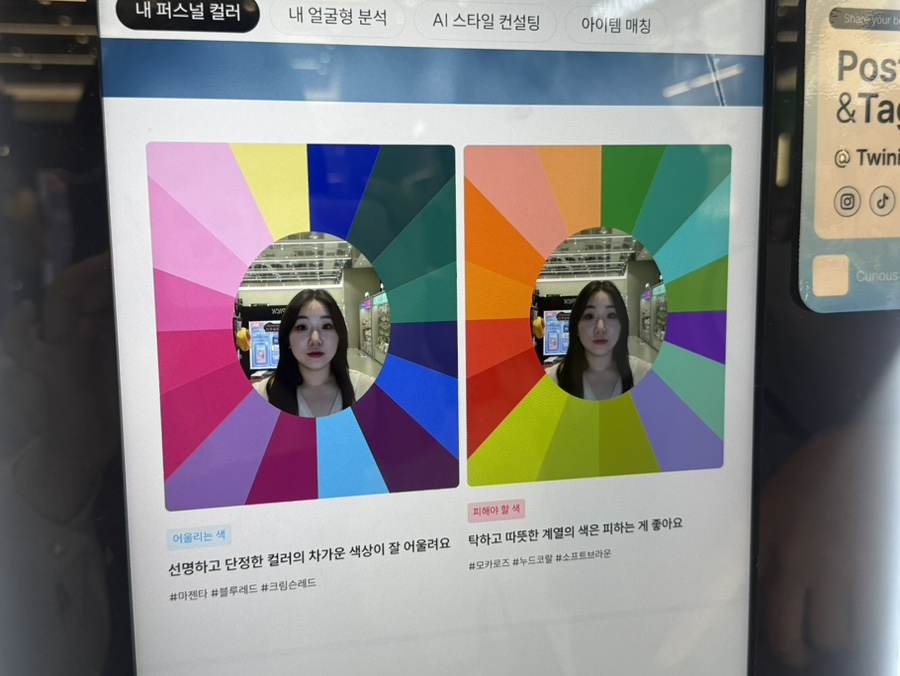 내 퍼스널 컬러
내 얼굴형 분석
AI 스타일 컨설팅
아이템 매칭
어울리는 색
선명하고 단정한 컬러의 차가운 색상이 잘 어울려요
#마젠타 #블루레드 #크림슨레드
피해야 할 색
탁하고 따뜻한 계열의 색은 피하는 게 좋아요
#모카로즈 #누드코랄 #소프트브라운
Share your
Post
&Tag
@ Twini
Curious